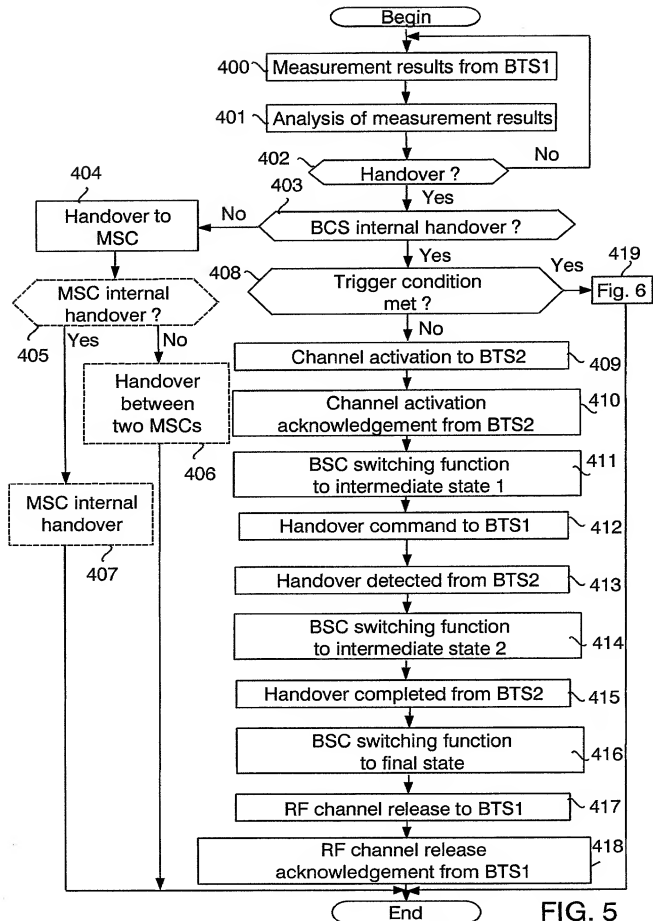 Begin
400
Measurement results from BTS1
401
Analysis of measurement results
402
Handover ?
No
Yes
404
403
Handover to
MSC
No
BCS internal handover ?
Yes
408
Trigger condition
met ?
Yes
419
Fig. 6
No
MSC internal
handover ?
405
Yes
No
Channel activation to BTS2
409
Handover
between
two MSCs
406
Channel activation
acknowledgement from BTS2
410
BSC switching function
to intermediate state 1
411
MSC internal
handover
407
Handover command to BTS1
412
Handover detected from BTS2
413
BSC switching function
to intermediate state 2
414
Handover completed from BTS2
415
BSC switching function
to final state
416
RF channel release to BTS1
417
RF channel release
acknowledgement from BTS1
418
End
FIG. 5